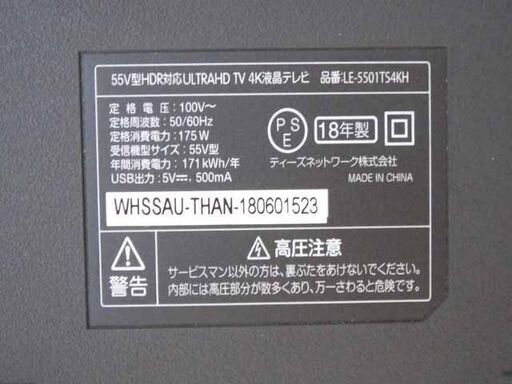 55V型HDR対応ULTRAHD TV 4K液晶テレビ 品番:LE-5501TS4KH
定格電圧:100V～
定格周波数:50/60Hz
定格消費電力:175W
受信機型サイズ:55V型
年間消費電力:171kWh/年
USB出力:5V⎓500mA
PSE
18年製
ティーズネットワーク株式会社
MADE IN CHINA
WHSSAU-THAN-180601523
警告
高圧注意
サービスマン以外の方は、裏ぶたをあけないでください。
内部には高圧部分が数多くあり、万一さわると危険です。